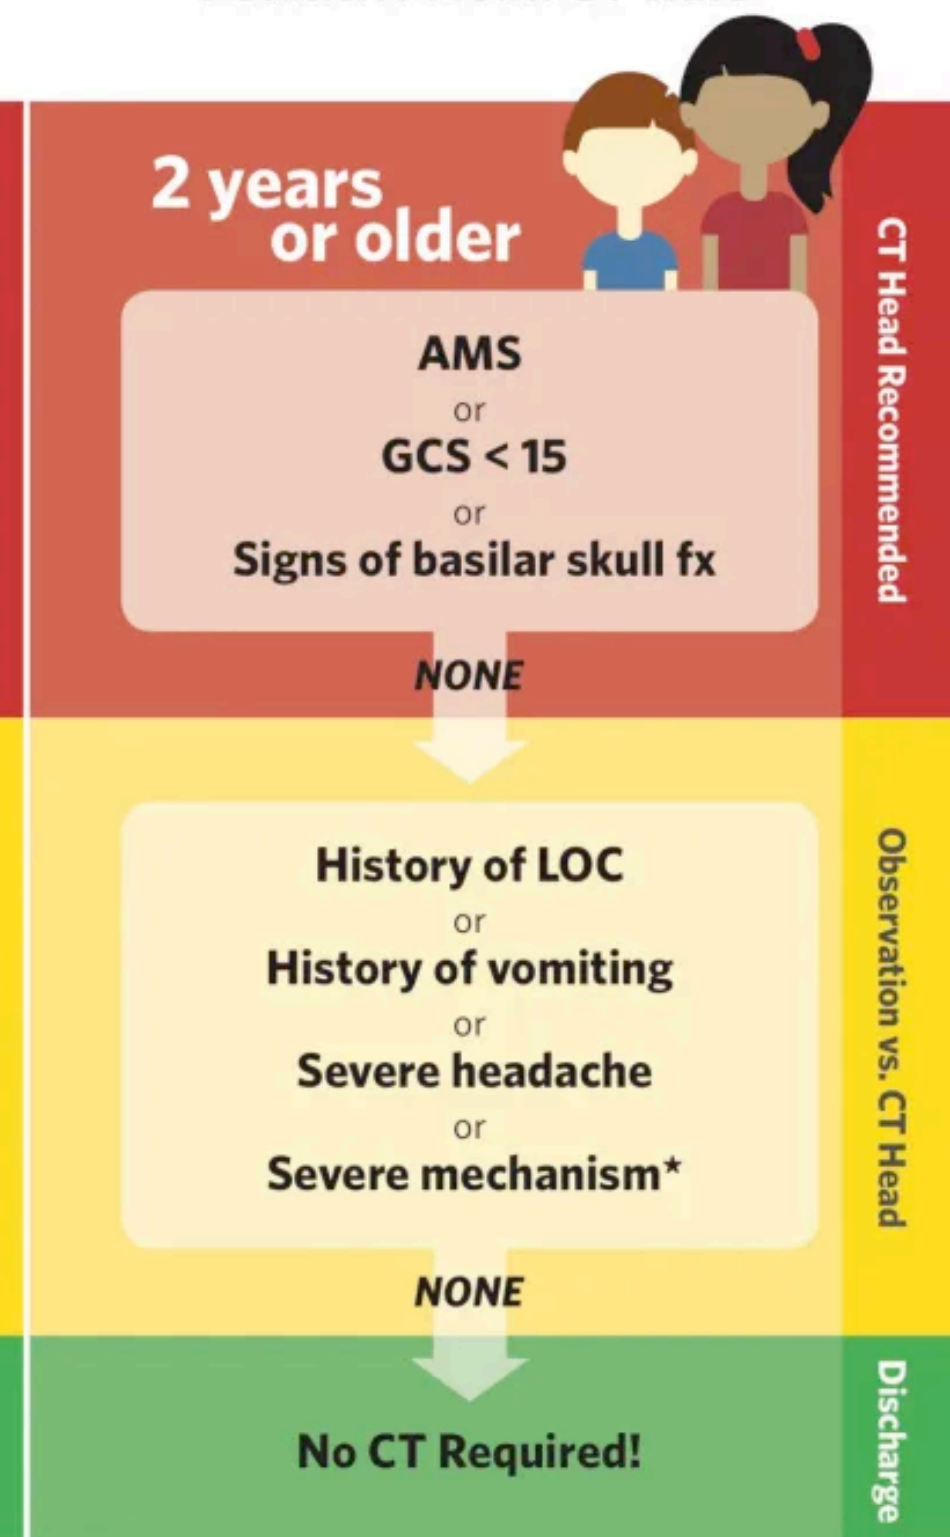 2 years
or older
AMS
or
GCS < 15
or
Signs of basilar skull fx
NONE
CT Head Recommended
History of LOC
or
History of vomiting
or
Severe headache
or
Severe mechanism*
NONE
Observation vs. CT Head
No CT Required!
Discharge